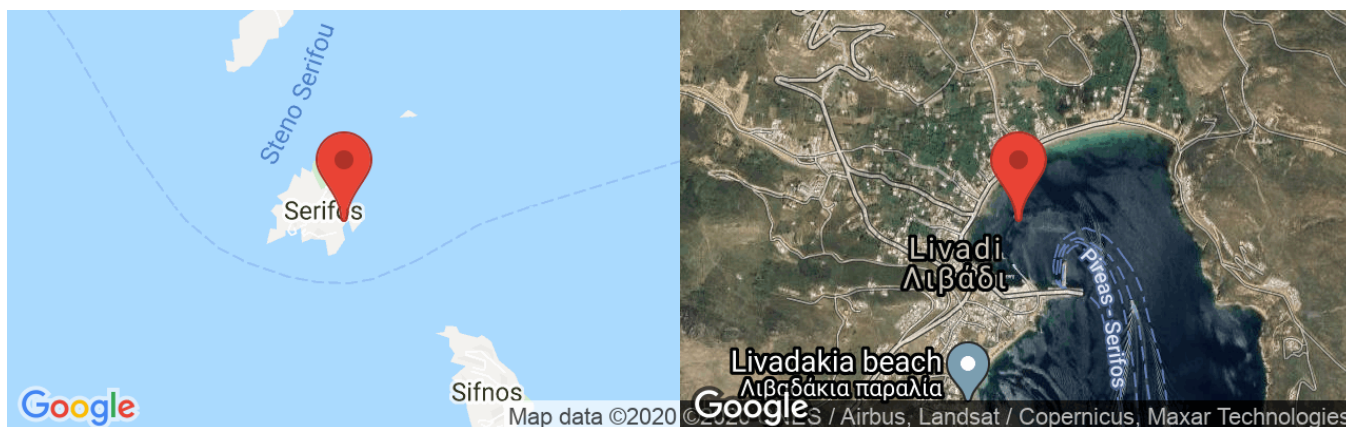 Steno Serifou
Serifos
Sifnos
Google
Map data ©2020
Livadi
Λιβάδι
Pireas - Serifos
Livadakia beach
Λιβαδάκια παραλία
Google
/ Airbus, Landsat / Copernicus, Maxar Technologies